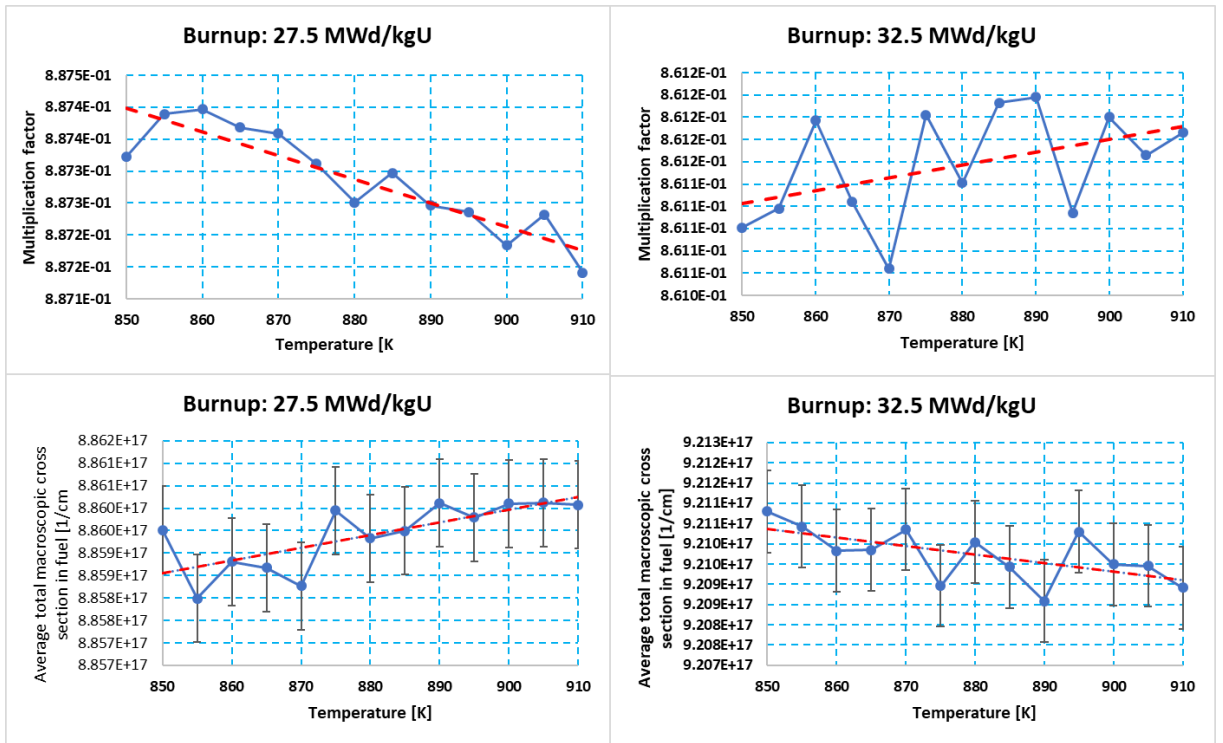 Burnup: 27.5 MWd/kgU
Multiplication factor
8.875E-01
8.874E-01
8.874E-01
8.873E-01
8.873E-01
8.872E-01
8.872E-01
8.871E-01
850 860 870 880 890 900 910
Temperature [K
Burnup: 32.5 MWd/kgU
Multiplication factor
8.612E-01
8.612E-01
8.612E-01
8.612E-01
8.612E-01
8.611E-01
8.611E-01
8.611E-01
8.611E-01
8.611E-01
8.610E-01
850 860 870 880 890 900 910
Temperature [K]
Burnup: 27.5 MWd/kgU
Average total macroscopic cross
section in fuel [1/cm]
8.862E+17
8.861E+17
8.861E+17
8.860E+17
8.860E+17
8.859E+17
8.859E+17
8.858E+17
8.858E+17
8.857E+17
8.857E+17
850 860 870 880 890 900 910
Temperature [K]
Burnup: 32.5 MWd/kgU
Average total macroscopic cross
section in fuel [1/cm]
9.213E+17
9.212E+17
9.212E+17
9.211E+17
9.211E+17
9.210E+17
9.210E+17
9.209E+17
9.209E+17
9.208E+17
9.208E+17
9.207E+17
850 860 870 880 890 900 910
Temperature [K]